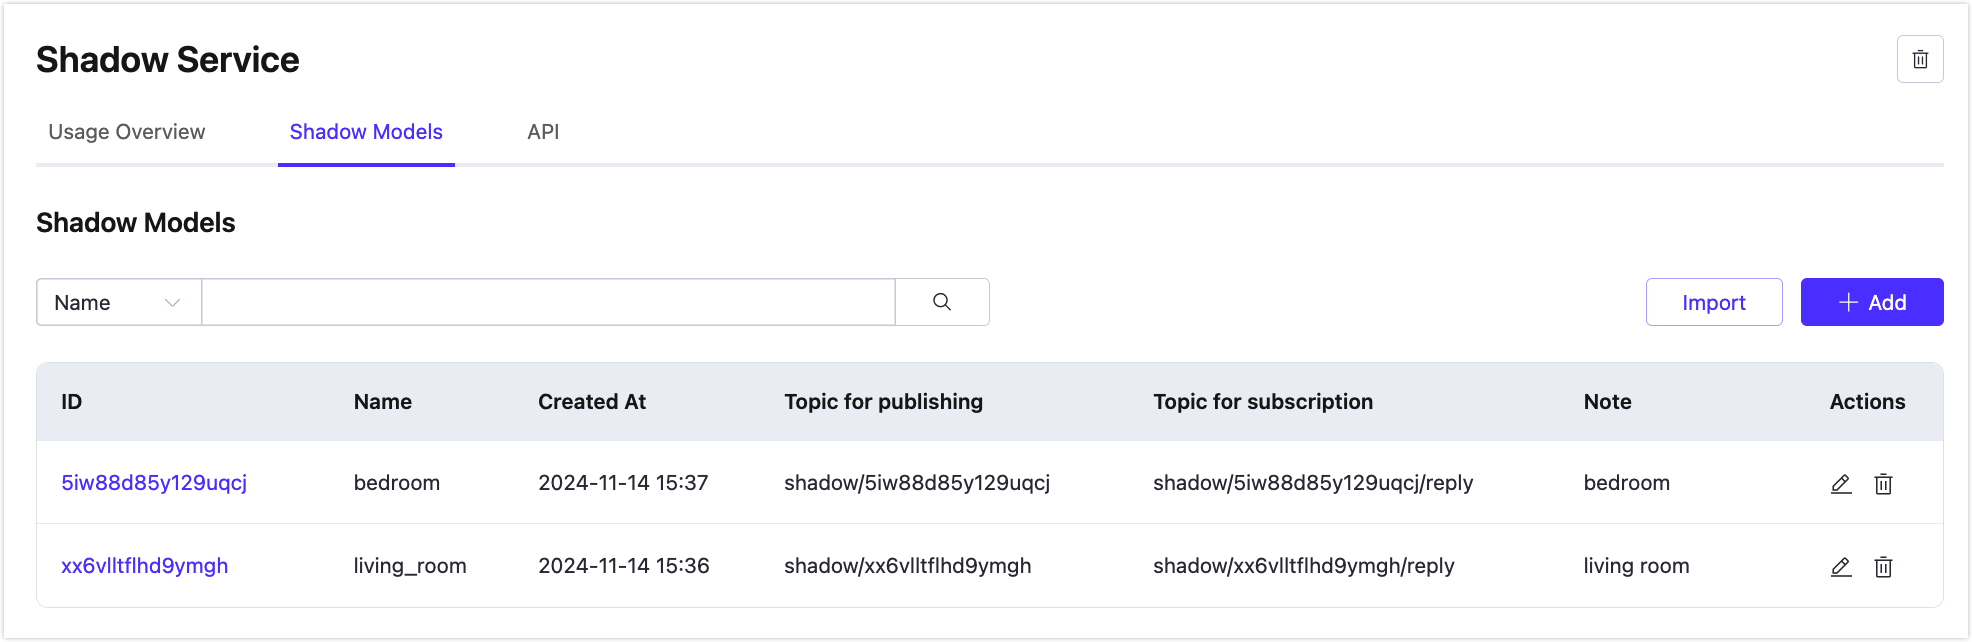 Shadow Service
Usage Overview Shadow Models API
Shadow Models
Name Import Add
ID Name Created At Topic for publishing Topic for subscription Note Actions
5iw88d85y129uqcj bedroom 2024-11-14 15:37 shadow/5iw88d85y129uqcj shadow/5iw88d85y129uqcj/reply bedroom
xx6vlltflhd9ymgh living_room 2024-11-14 15:36 shadow/xx6vlltflhd9ymgh shadow/xx6vlltflhd9ymgh/reply living room